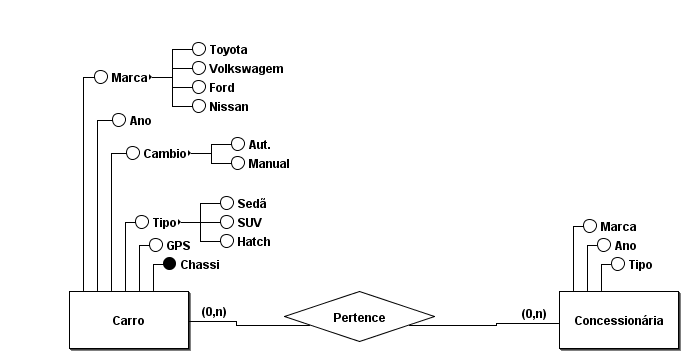 Toyota
Marca
Volkswagem
Ford
Nissan
Ano
Aut.
Cambio
Manual
Sedã
Tipo
SUV
Hatch
GPS
Chassi
Marca
Ano
Tipo
Carro
(0,n)
Pertence
(0,n)
Concessionária